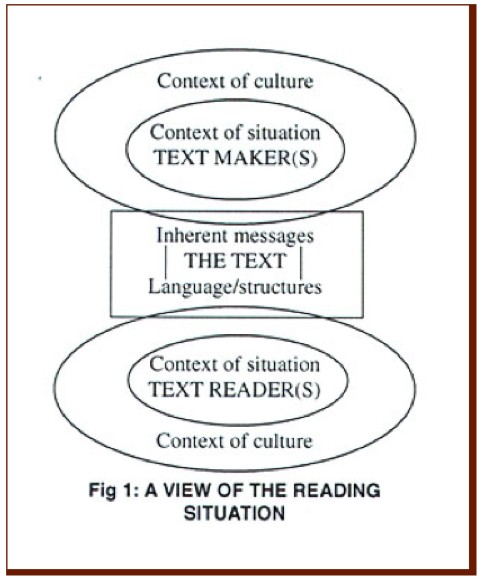 Context of culture
Context of situation
TEXT MAKER(S)
Inherent messages
THE TEXT
Language/structures
Context of situation
TEXT READER(S)
Context of culture
Fig 1: A VIEW OF THE READING
SITUATION